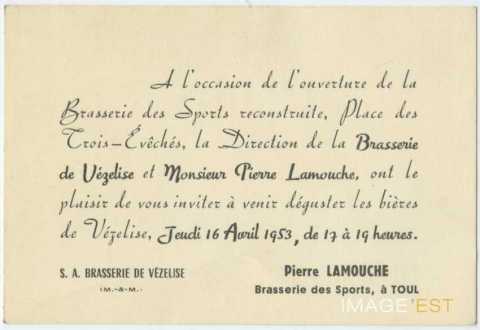 A l'occasion de l'ouverture de la
Brasserie des Sports reconstruite, Place des
Trois-Évêchés, la Direction de la Brasserie
de Vézelise et Monsieur Pierre Lamouche, ont le
plaisir de vous inviter à venir déguster les bières
de Vézelise, Jeudi 16 Avril 1953, de 17 à 19 heures.
S. A. BRASSERIE DE VÉZELISE
(M.-&-M.)
Pierre LAMOUCHE
Brasserie des Sports, à TOUL
IMAGE'EST